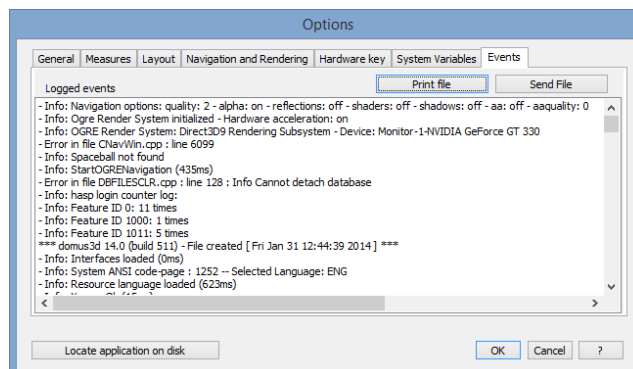 Options
General Measures Layout Navigation and Rendering Hardware key System Variables Events
Logged events Print file Send File
- Info: Navigation options: quality: 2 - alpha: on - reflections: off - shaders: off - shadows: off - aa: off - aaquality: 0
- Info: Ogre Render System initialized - Hardware acceleration: on
- Info: OGRE Render System: Direct3D9 Rendering Subsystem - Device: Monitor-1-NVIDIA GeForce GT 330
- Error in file CNavWin.cpp : line 6099
- Info: Spaceball not found
- Info: StartOGRENavigation (435ms)
- Error in file DBFILESCLR.cpp : line 128 : Info Cannot detach database
- Info: hasp login counter log:
- Info: Feature ID 0: 11 times
- Info: Feature ID 1000: 1 times
- Info: Feature ID 1011: 5 times
*** domus3d 14.0 (build 511) - File created [ Fri Jan 31 12:44:39 2014 ] ***
- Info: Interfaces loaded (0ms)
- Info: System ANSI code-page : 1252 -- Selected Language: ENG
- Info: Resource language loaded (623ms)
Locate application on disk OK Cancel ?